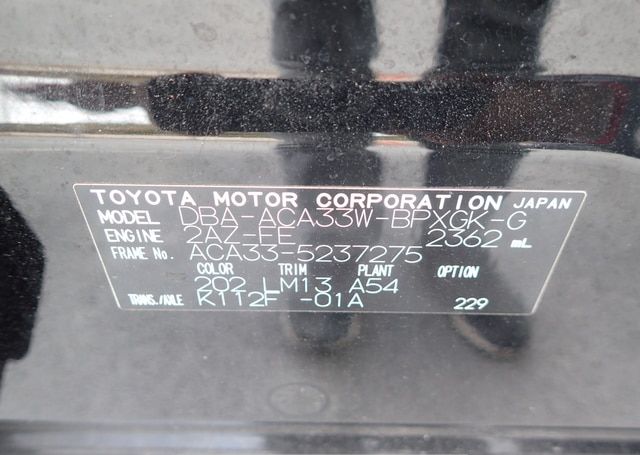 TOYOTA MOTOR CORPORATION JAPAN
MODEL DBA-ACA33W-BPXGK-G
ENGINE 2AZ-FE 2362 mL
FRAME No. ACA33-5237275
COLOR TRIM PLANT OPTION
202 LM13 A54
TRANS./AXLE K112F -01A 229